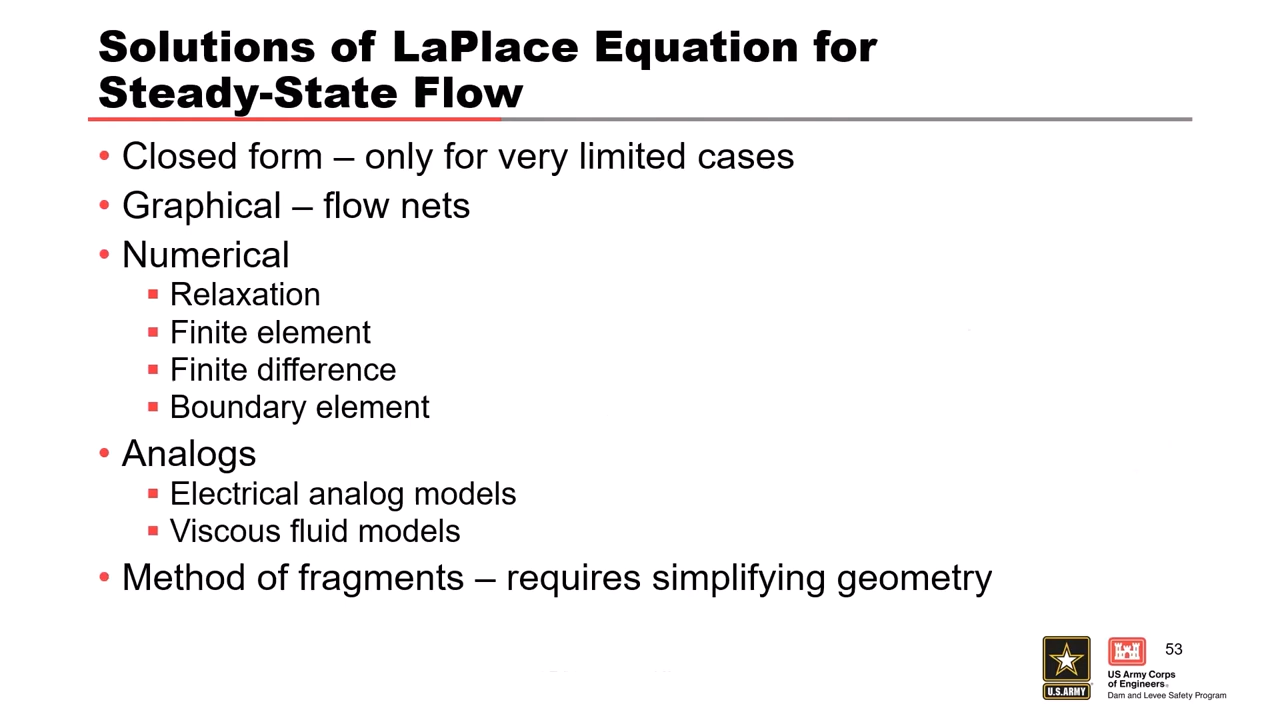 Solutions of LaPlace Equation for
Steady-State Flow
• Closed form – only for very limited cases
• Graphical – flow nets
• Numerical
▪ Relaxation
▪ Finite element
▪ Finite difference
▪ Boundary element
• Analogs
▪ Electrical analog models
▪ Viscous fluid models
• Method of fragments – requires simplifying geometry
53
U.S.ARMY
US Army Corps
of Engineers®
Dam and Levee Safety Program